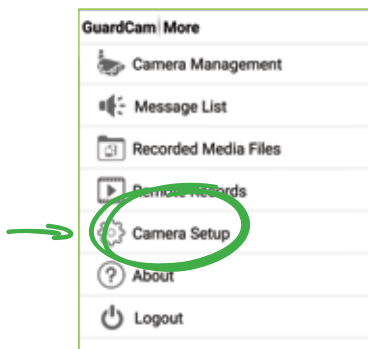 GuardCam More
Camera Management
Message List
Recorded Media Files
Remote Records
Camera Setup
About
Logout